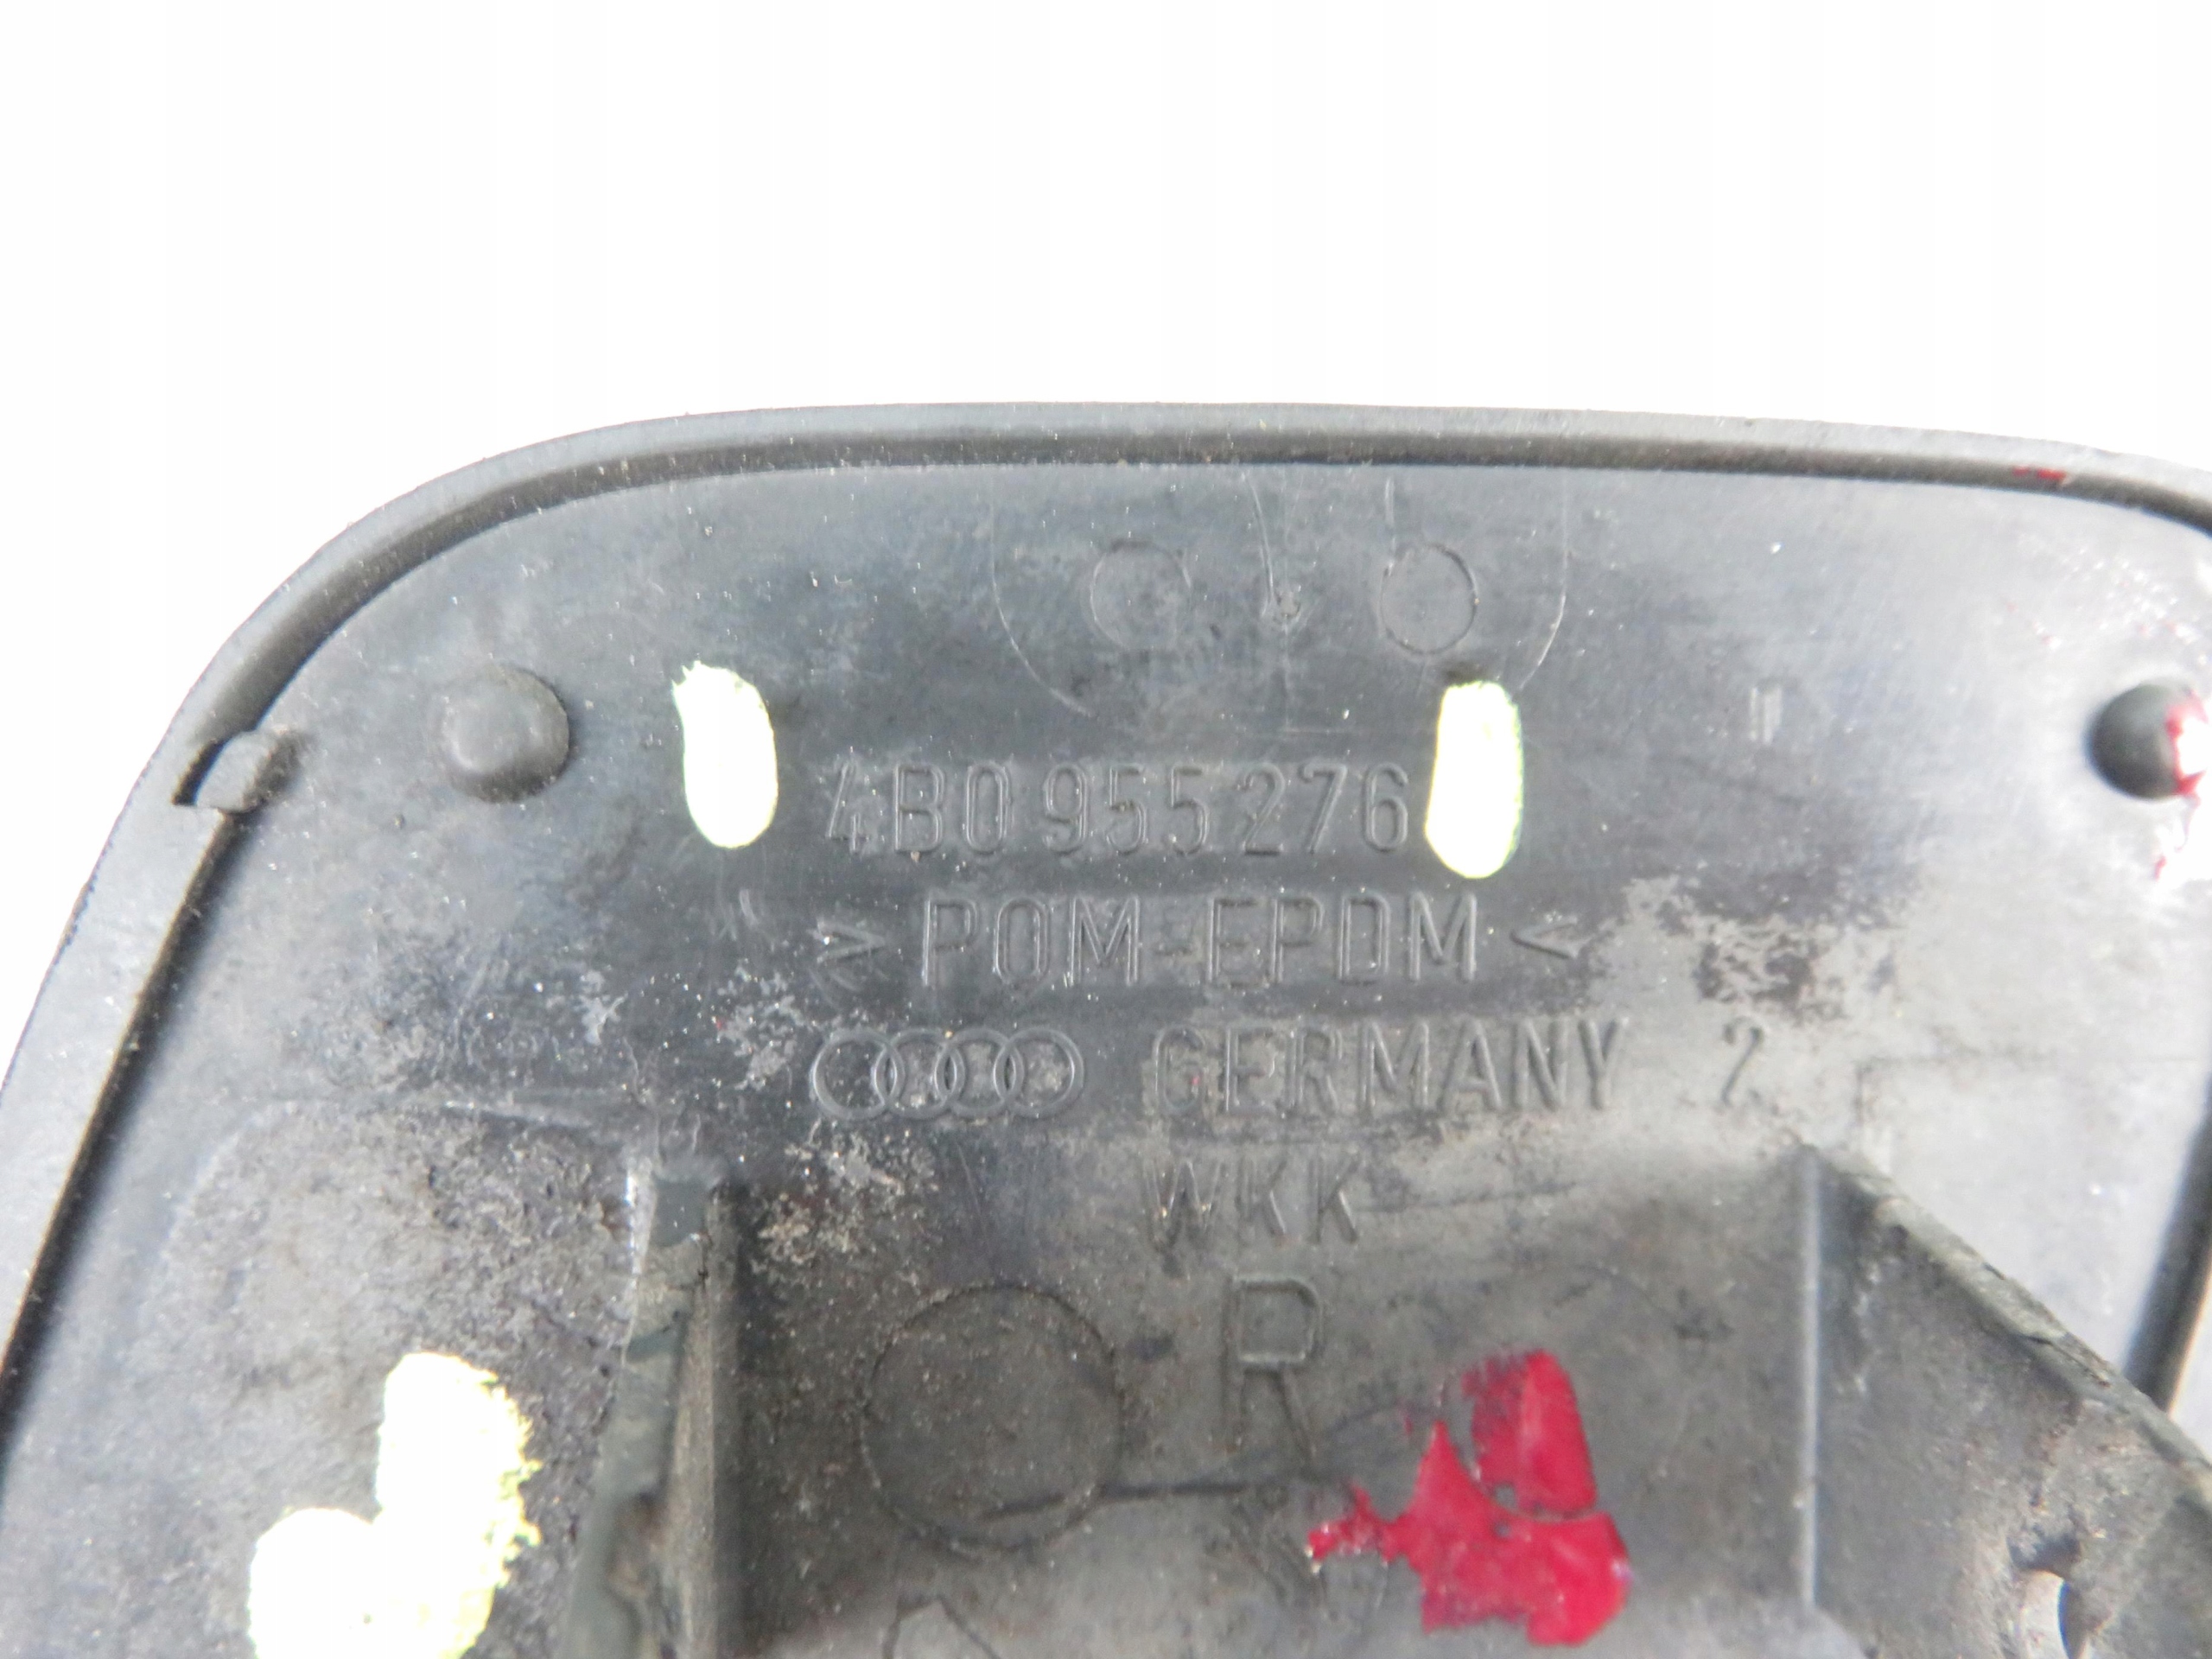 4B0 955 276
>POM-EPDM<
GERMANY 2
WKK
R